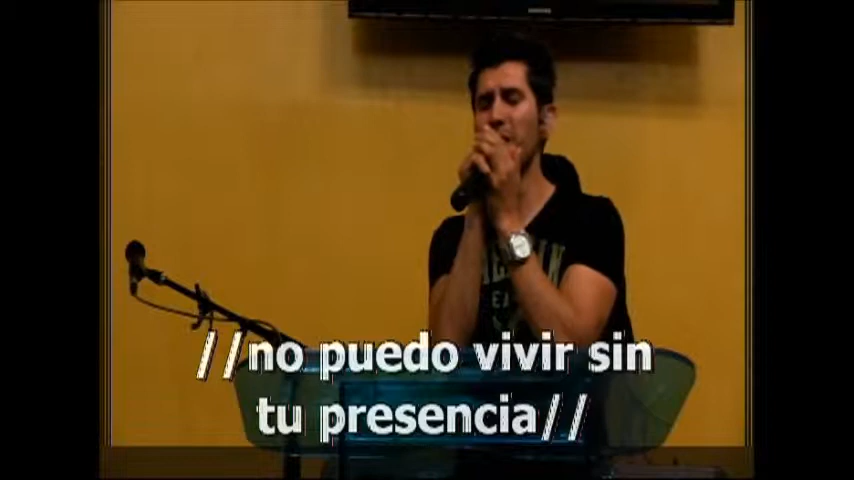 //no puedo vivir sin
tu presencia//